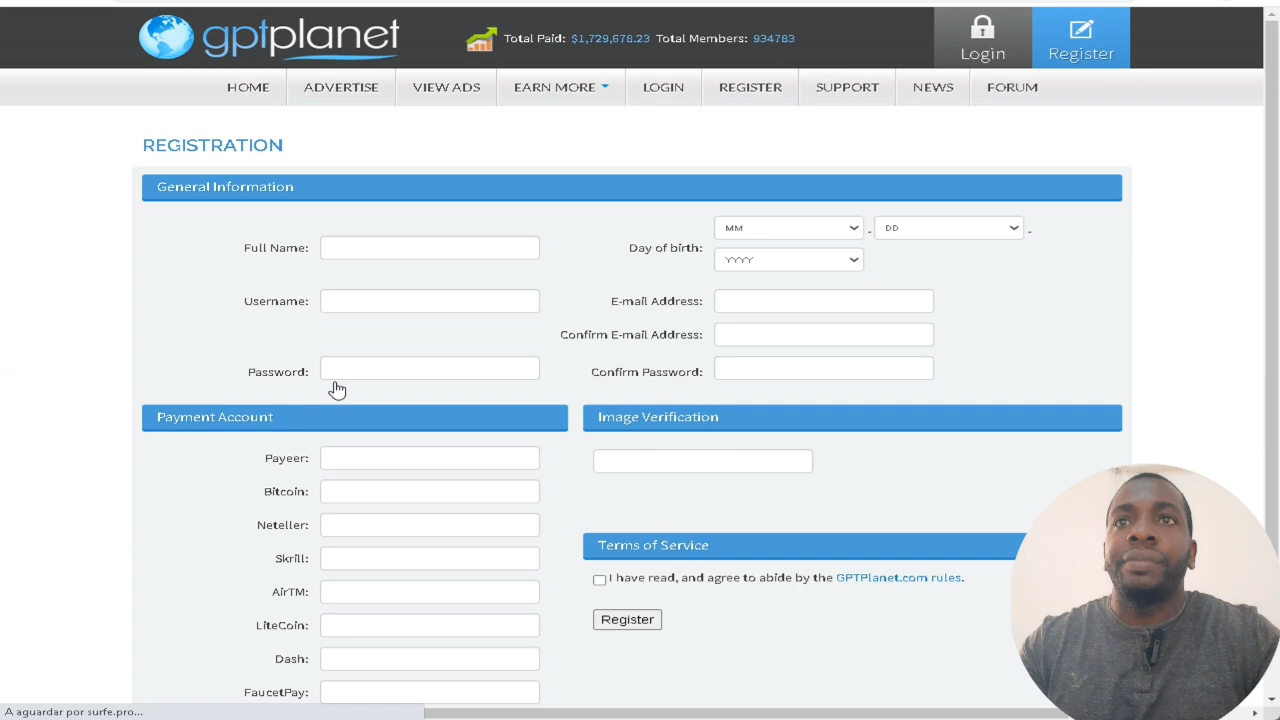 gptplanet
Total Paid: $1,729,678.23 Total Members: 934783
Login
Register
HOME
ADVERTISE
VIEW ADS
EARN MORE
LOGIN
REGISTER
SUPPORT
NEWS
FORUM
REGISTRATION
General Information
Full Name:
Day of birth:
MM
-
DD
-
YYYY
Username:
E-mail Address:
Confirm E-mail Address:
Password:
Confirm Password:
Payment Account
Image Verification
Payeer:
Bitcoin:
Neteller:
Skrill:
AirTM:
LiteCoin:
Dash:
FaucetPay:
Terms of Service
I have read, and agree to abide by the GPTPlanet.com rules.
Register
A aguardar por surfe.pro...